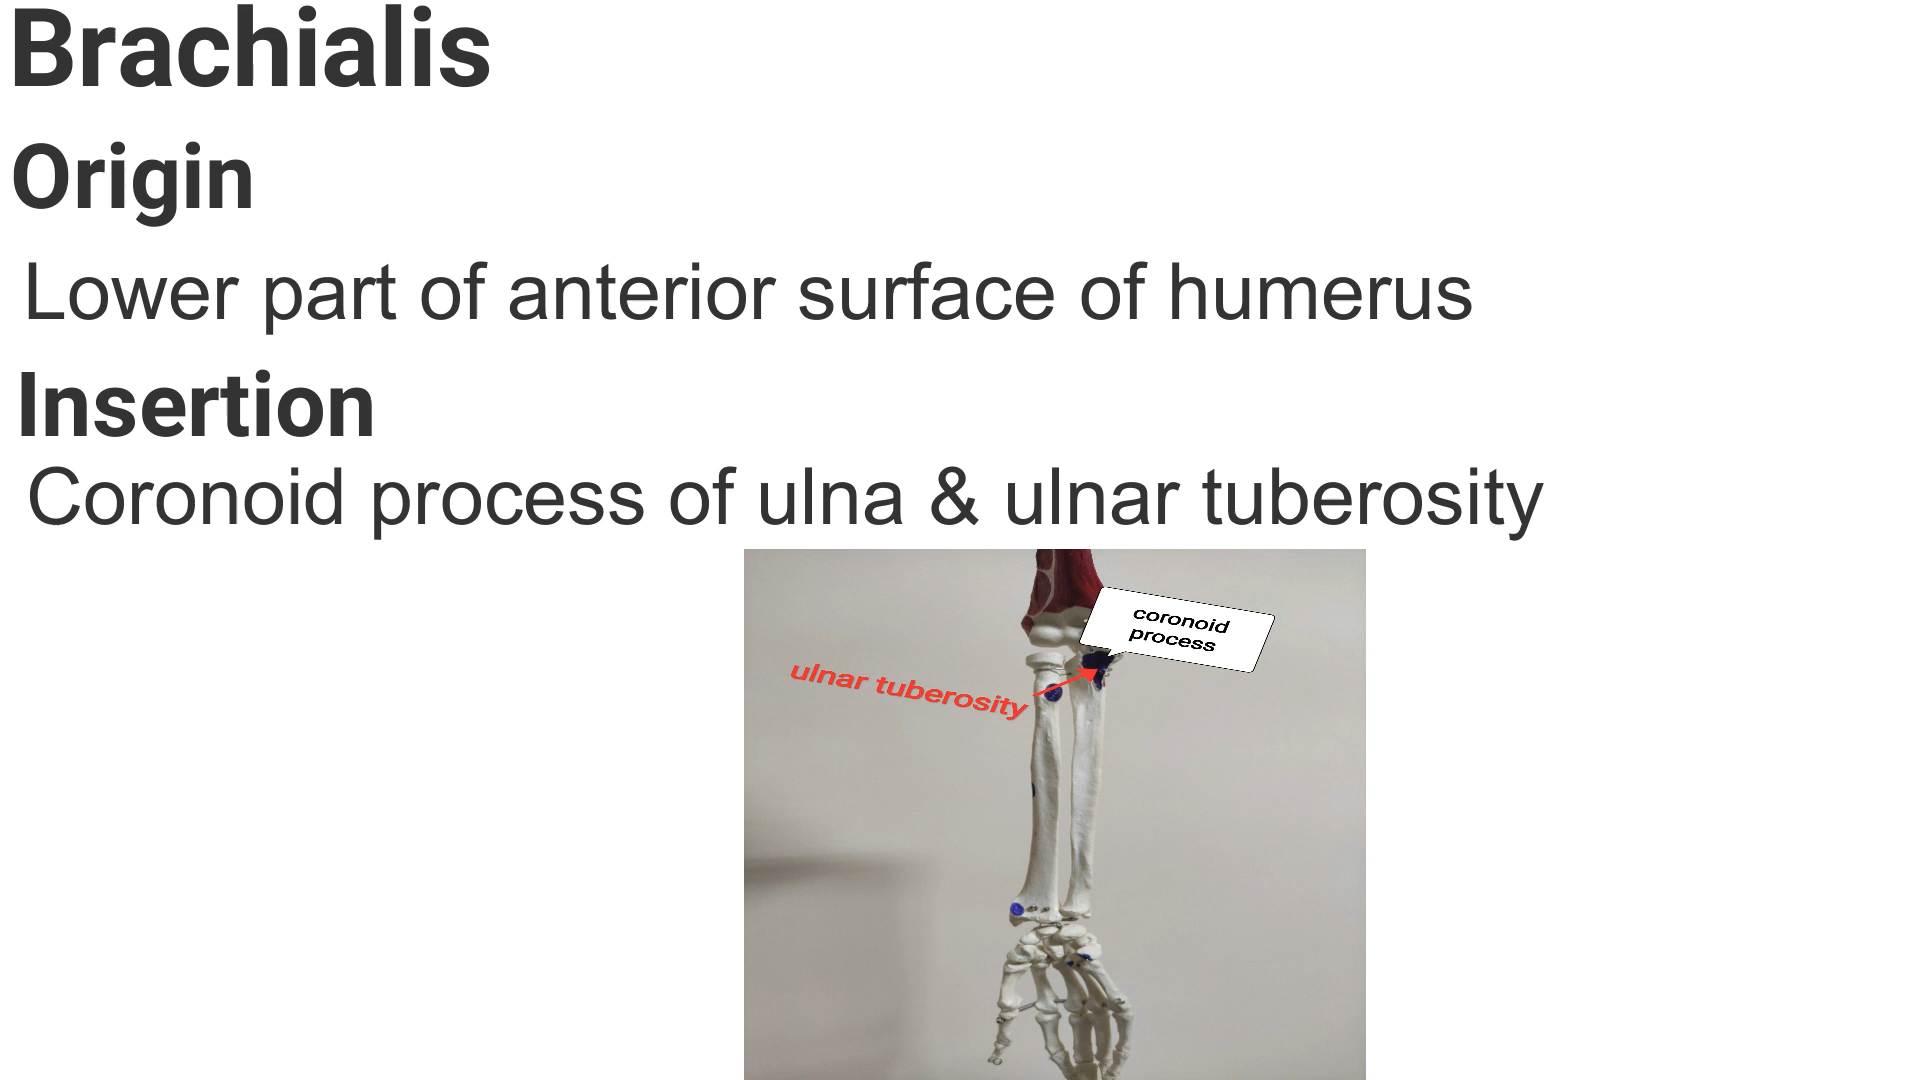 Brachialis
Origin
Lower part of anterior surface of humerus
Insertion
Coronoid process of ulna & ulnar tuberosity
coronoid
process
ulnar tuberosity